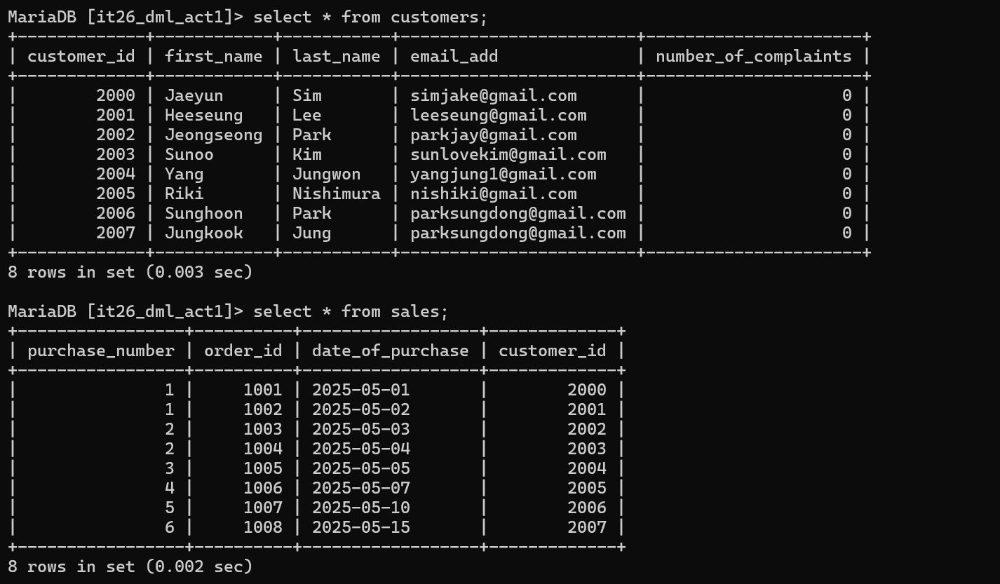 MariaDB [it26_dml_act1]> select * from customers;
+-------------+------------+-----------+------------------------+----------------------+
| customer_id | first_name | last_name | email_add              | number_of_complaints |
+-------------+------------+-----------+------------------------+----------------------+
|        2000 | Jaeyun     | Sim       | simjake@gmail.com      |                    0 |
|        2001 | Heeseung   | Lee       | leeseung@gmail.com     |                    0 |
|        2002 | Jeongseong | Park      | parkjay@gmail.com      |                    0 |
|        2003 | Sunoo      | Kim       | sunlovekim@gmail.com   |                    0 |
|        2004 | Yang       | Jungwon   | yangjung1@gmail.com    |                    0 |
|        2005 | Riki       | Nishimura | nishiki@gmail.com      |                    0 |
|        2006 | Sunghoon   | Park      | parksungdong@gmail.com |                    0 |
|        2007 | Jungkook   | Jung      | parksungdong@gmail.com |                    0 |
+-------------+------------+-----------+------------------------+----------------------+
8 rows in set (0.003 sec)

MariaDB [it26_dml_act1]> select * from sales;
+-----------------+----------+------------------+-------------+
| purchase_number | order_id | date_of_purchase | customer_id |
+-----------------+----------+------------------+-------------+
|               1 |     1001 | 2025-05-01       |        2000 |
|               1 |     1002 | 2025-05-02       |        2001 |
|               2 |     1003 | 2025-05-03       |        2002 |
|               2 |     1004 | 2025-05-04       |        2003 |
|               3 |     1005 | 2025-05-05       |        2004 |
|               4 |     1006 | 2025-05-07       |        2005 |
|               5 |     1007 | 2025-05-10       |        2006 |
|               6 |     1008 | 2025-05-15       |        2007 |
+-----------------+----------+------------------+-------------+
8 rows in set (0.002 sec)